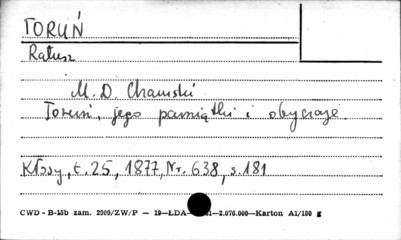 TORUŃ
Ratusz
M. D. Chamski
Toruń, jego pamiątki i obyczaje.
Kłosy, t. 25, 1877, Nr. 638, s. 181
CWD - B-15b zam. 2909/ZW/P — 19—ŁDA— —2.076.000—Karton A1/180 g